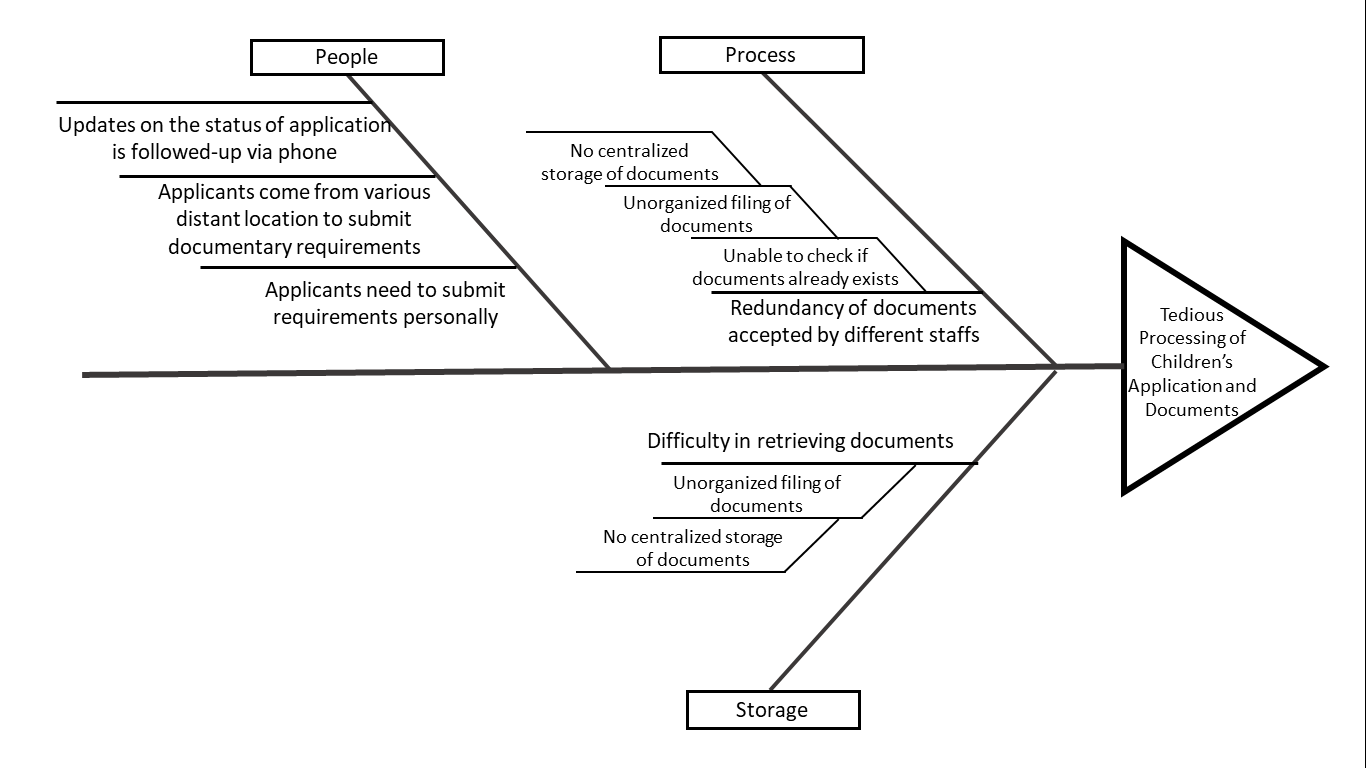 People
Process
Updates on the status of application
is followed-up via phone
Applicants come from various
distant location to submit
documentary requirements
Applicants need to submit
requirements personally
No centralized
storage of documents
Unorganized filing of
documents
Unable to check if
documents already exists
Redundancy of documents
accepted by different staffs
Tedious
Processing of
Children’s
Application and
Documents
Difficulty in retrieving documents
Unorganized filing of
documents
No centralized storage
of documents
Storage